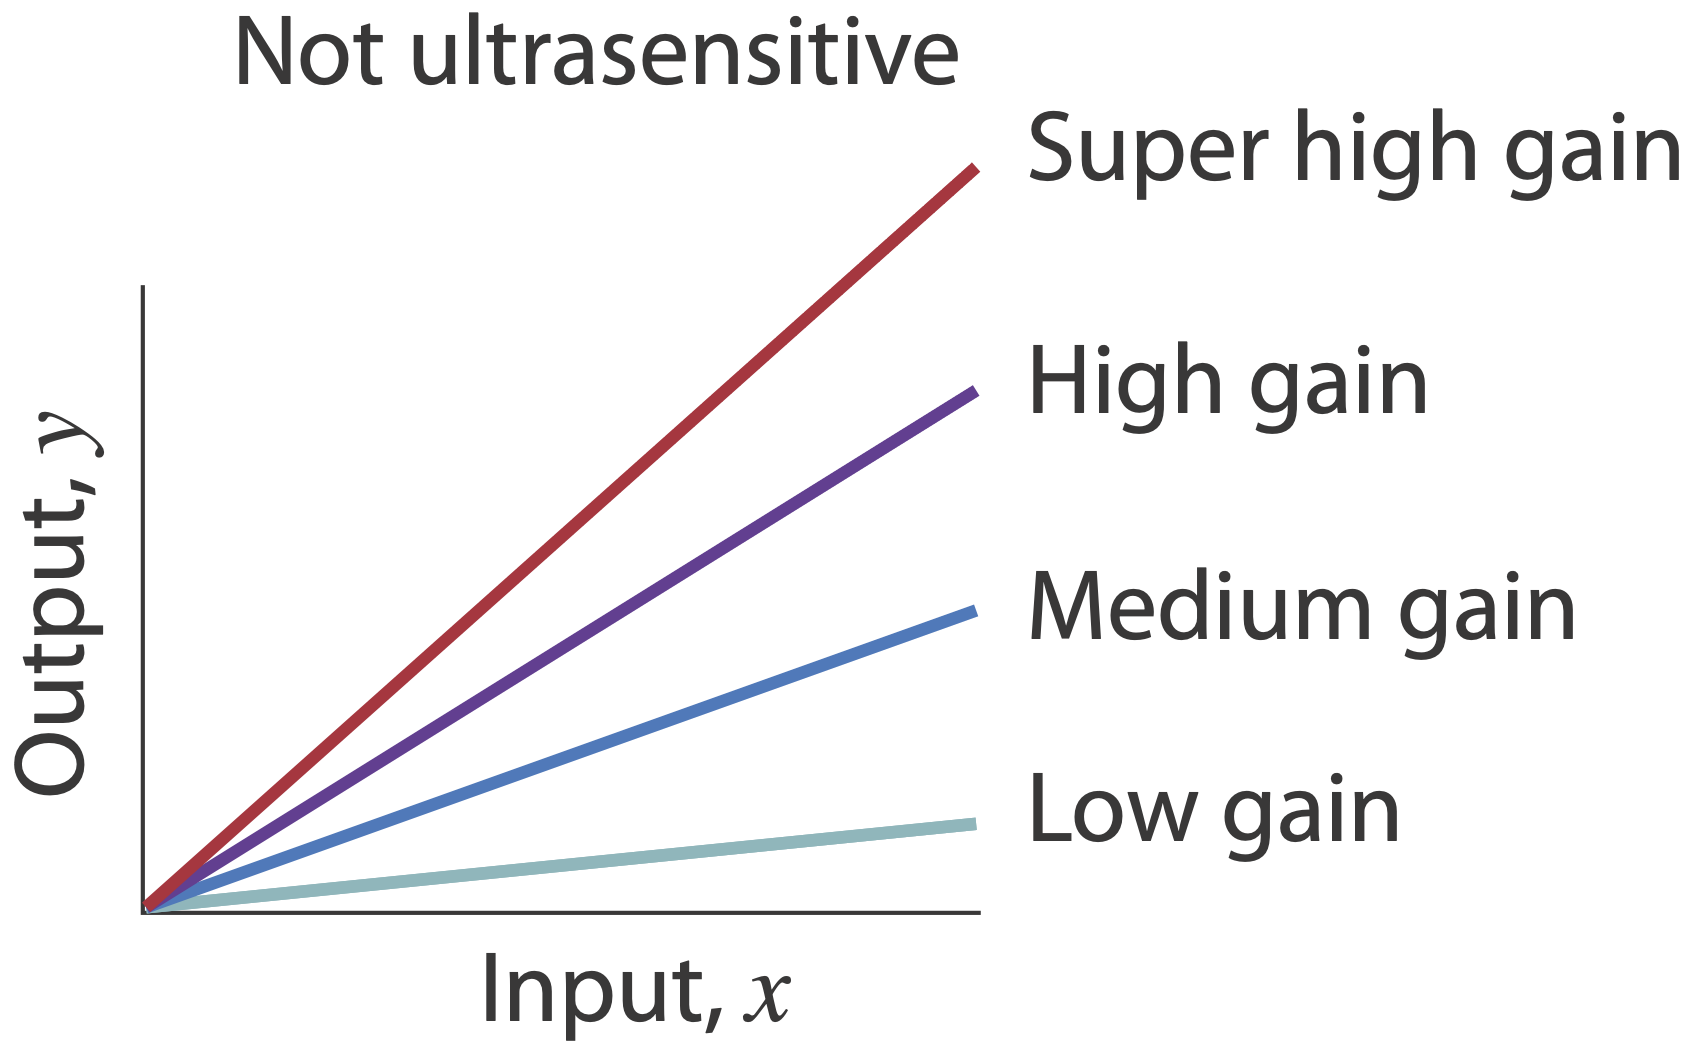 Not ultrasensitive
Super high gain
High gain
Medium gain
Low gain
Output, y
Input, x